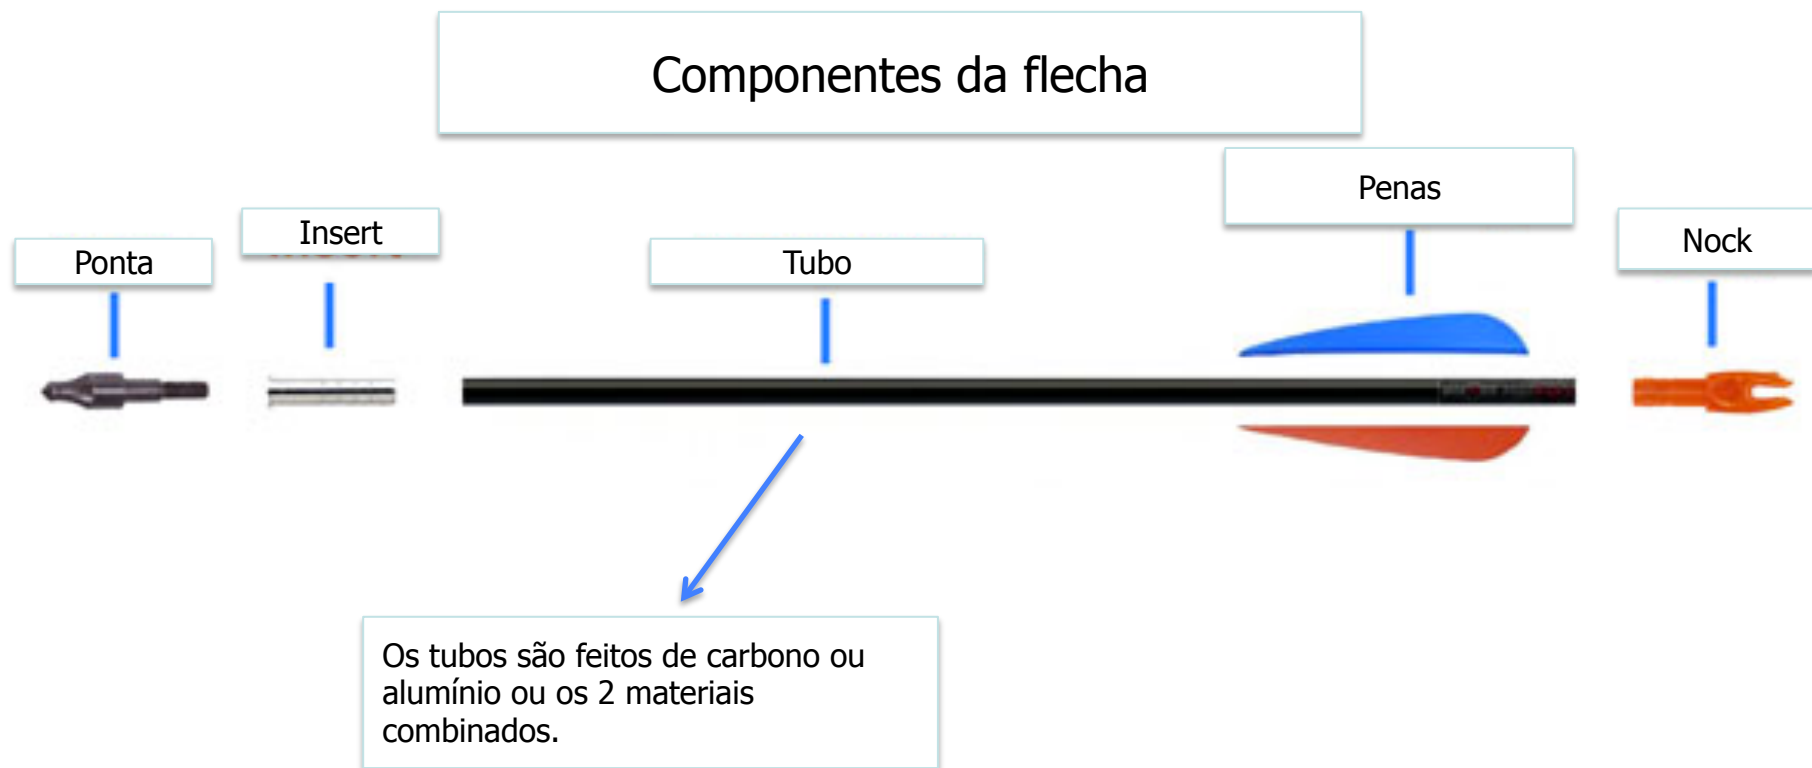 Componentes da flecha
Penas
Insert
Nock
Ponta
Tubo
Os tubos são feitos de carbono ou
alumínio ou os 2 materiais
combinados.